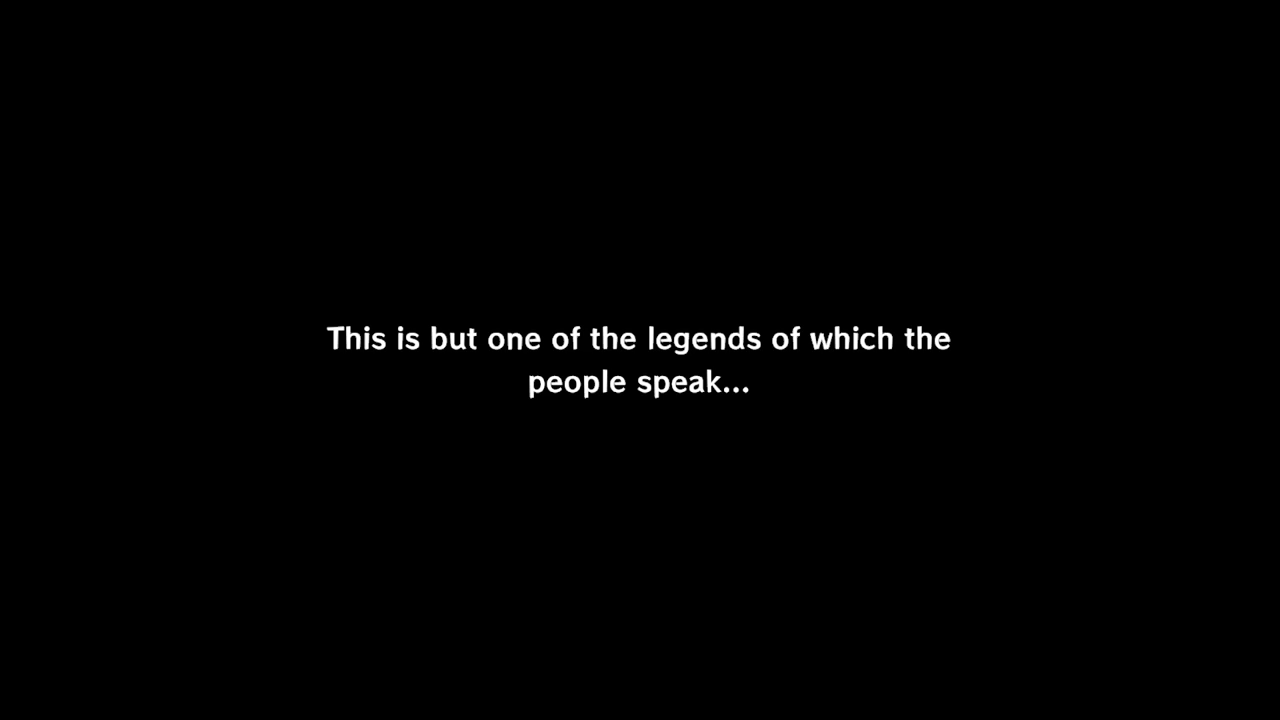 This is but one of the legends of which the
people speak...